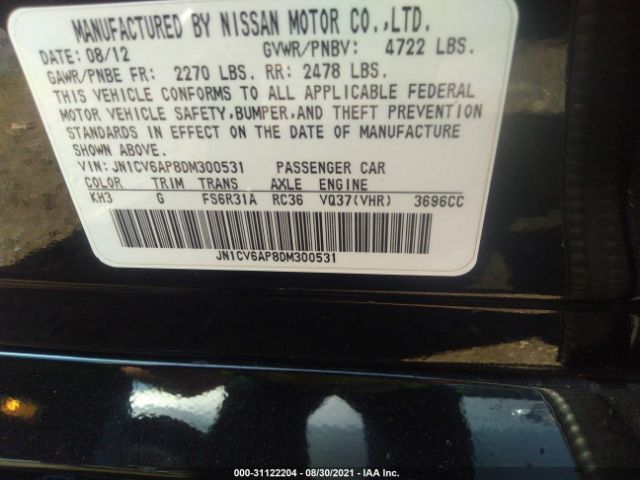 MANUFACTURED BY NISSAN MOTOR CO.,LTD.
DATE: 08/12 GVWR/PNBV: 4722 LBS.
GAWR/PNBE FR: 2270 LBS. RR: 2478 LBS.
THIS VEHICLE CONFORMS TO ALL APPLICABLE FEDERAL
MOTOR VEHICLE SAFETY,BUMPER,AND THEFT PREVENTION
STANDARDS IN EFFECT ON THE DATE OF MANUFACTURE
SHOWN ABOVE.
VIN: JN1CV6AP8DM300531 PASSENGER CAR
COLOR TRIM TRANS AXLE ENGINE
KH3 G FS6R31A RC36 VQ37(VHR) 3696CC
JN1CV6AP8DM300531
000-31122204 - 08/30/2021 - IAA Inc.